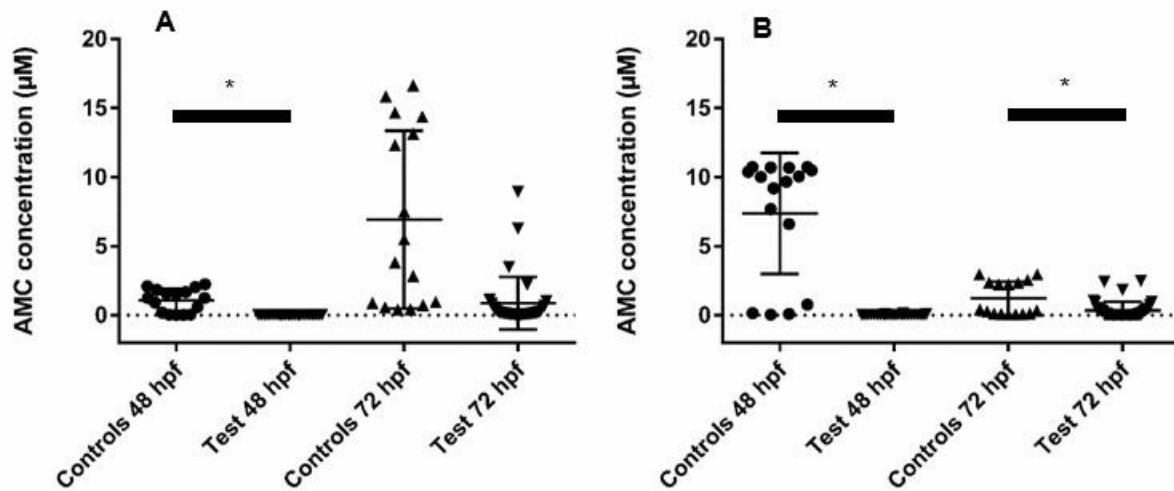 A
AMC concentration (µM)
20
15
10
5
0
*
Controls 48 hpf
Test 48 hpf
Controls 72 hpf
Test 72 hpf
B
AMC concentration (µM)
20
15
10
5
0
*
*
Controls 48 hpf
Test 48 hpf
Controls 72 hpf
Test 72 hpf